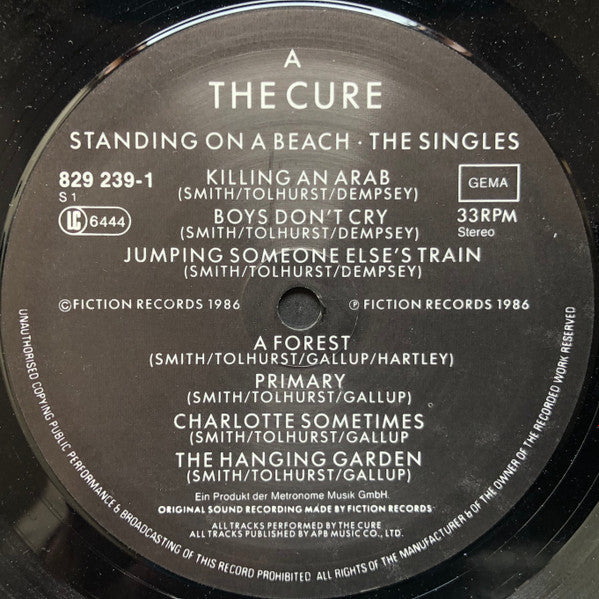 A
THE CURE
STANDING ON A BEACH · THE SINGLES
829 239-1
S 1
LC 6444
GEMA
33RPM
Stereo
KILLING AN ARAB
(SMITH/TOLHURST/DEMPSEY)
BOYS DON'T CRY
(SMITH/TOLHURST/DEMPSEY)
JUMPING SOMEONE ELSE'S TRAIN
(SMITH/TOLHURST/DEMPSEY)
©FICTION RECORDS 1986 ℗ FICTION RECORDS 1986
A FOREST
(SMITH/TOLHURST/GALLUP/HARTLEY)
PRIMARY
(SMITH/TOLHURST/GALLUP)
CHARLOTTE SOMETIMES
(SMITH/TOLHURST/GALLUP
THE HANGING GARDEN
(SMITH/TOLHURST/GALLUP)
Ein Produkt der Metronome Musik GmbH.
ORIGINAL SOUND RECORDING MADE BY FICTION RECORDS
ALL TRACKS PERFORMED BY THE CURE
ALL TRACKS PUBLISHED BY APB MUSIC CO., LTD.
UNAUTHORISED COPYING PUBLIC PERFORMANCE & BROADCASTING OF THIS RECORD PROHIBITED. ALL RIGHTS OF THE MANUFACTURER & OF THE OWNER OF THE RECORDED WORK RESERVED